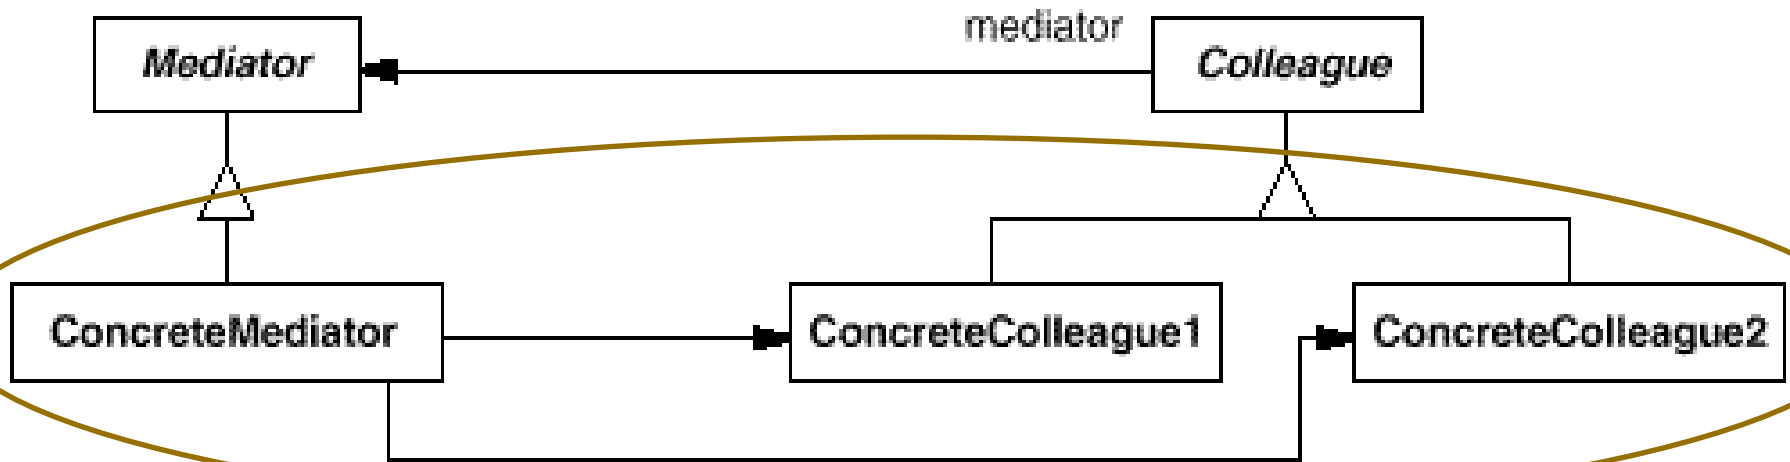 mediator
Mediator
Colleague
ConcreteMediator
ConcreteColleague1
ConcreteColleague2